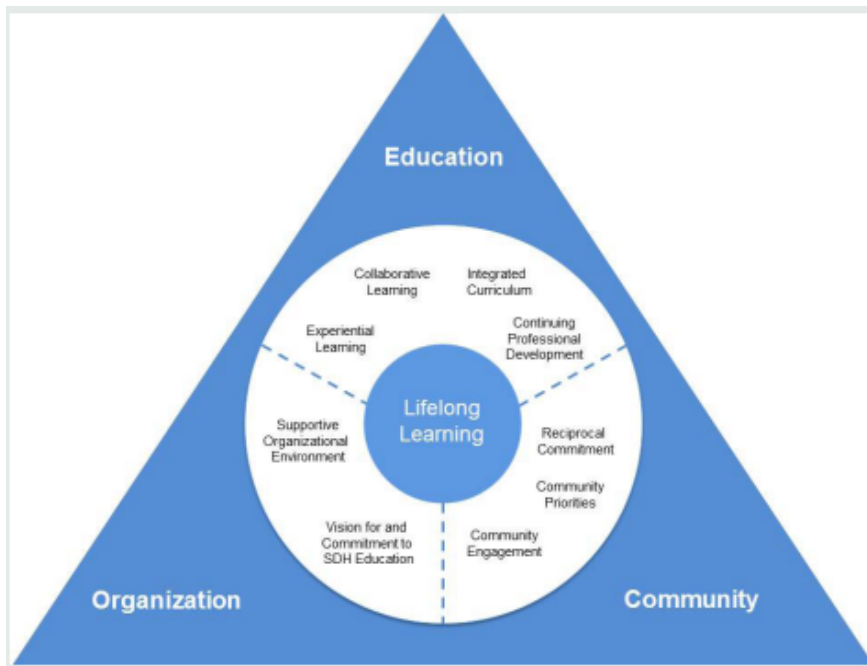 Education
Collaborative
Learning
Integrated
Curriculum
Experiential
Learning
Continuing
Professional
Development
Lifelong
Learning
Supportive
Organizational
Environment
Reciprocal
Commitment
Community
Priorities
Vision for and
Commitment to
SDH Education
Community
Engagement
Organization
Community